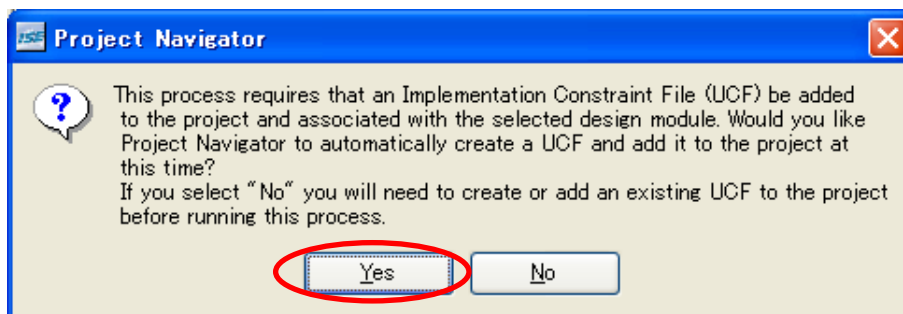 ISE Project Navigator
This process requires that an Implementation Constraint File (UCF) be added
to the project and associated with the selected design module. Would you like
Project Navigator to automatically create a UCF and add it to the project at
this time?
If you select "No" you will need to create or add an existing UCF to the project
before running this process.
Yes No